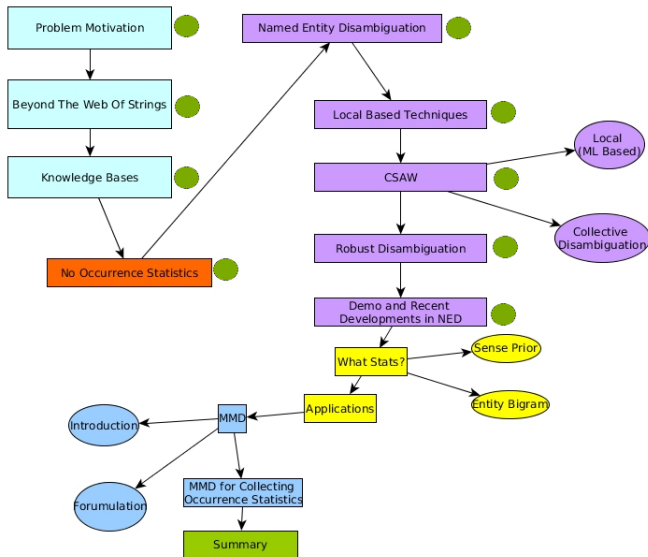 Problem Motivation
Beyond The Web Of Strings
Knowledge Bases
No Occurrence Statistics
Named Entity Disambiguation
Local Based Techniques
CSAW
Local
(ML Based)
Collective
Disambiguation
Robust Disambiguation
Demo and Recent
Developments in NED
What Stats?
Sense Prior
Entity Bigram
Applications
MMD
Introduction
Forumulation
MMD for Collecting
Occurrence Statistics
Summary